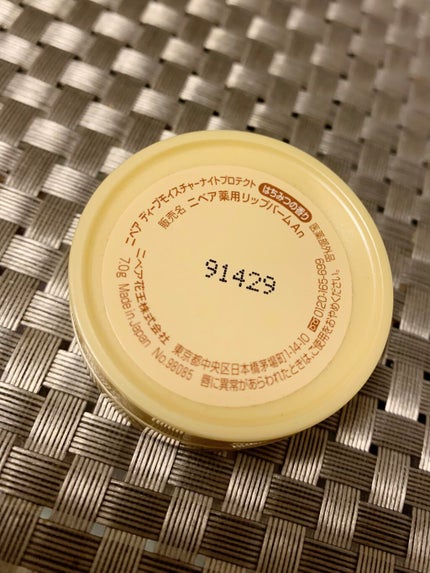 ニベア ディープモイスチャーナイトプロテクト はちみつの香り 医薬部外品
販売名 ニベア薬用リップバームAn
91429
ニベア花王株式会社 東京都中央区日本橋茅場町1-14-10 0120-165-699
7.0g Made in Japan No.98085 唇に異常があらわれたときはご使用をおやめください。